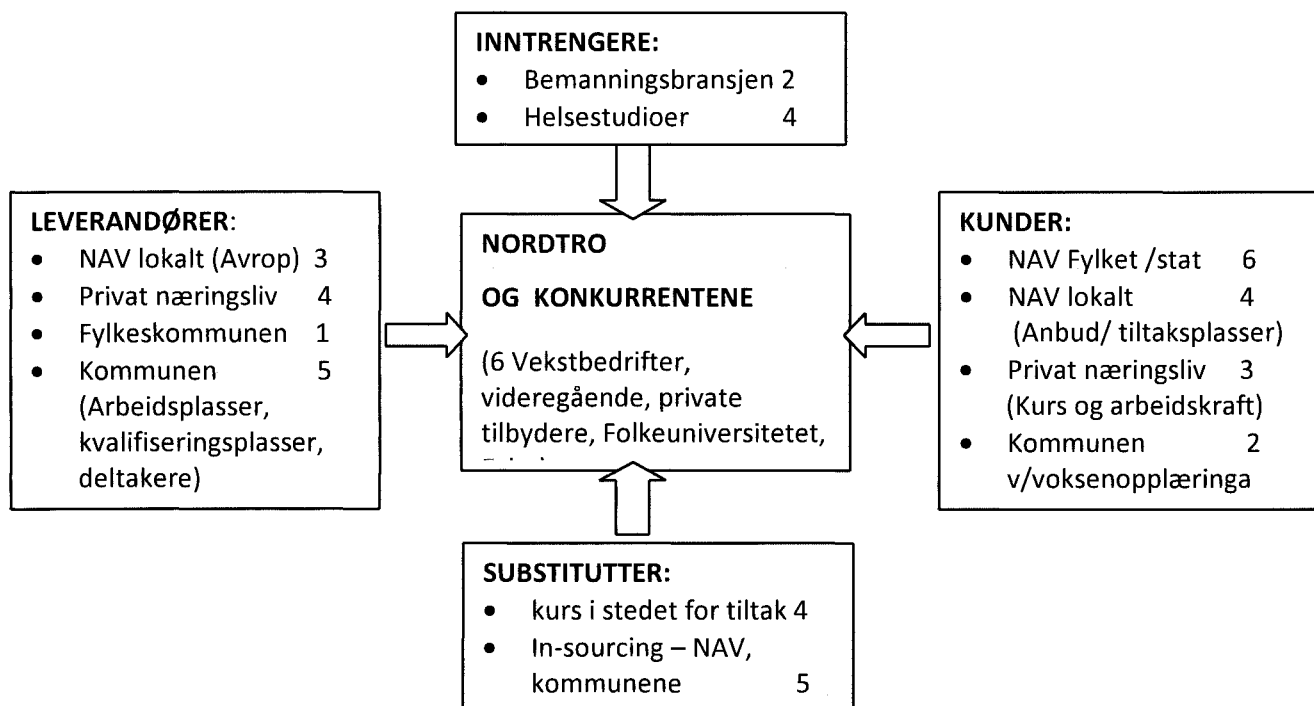 INNTRENGERE:
• Bemanningsbransjen 2
• Helsestudioer 4
LEVERANDØRER:
• NAV lokalt (Avrop) 3
• Privat næringsliv 4
• Fylkeskommunen 1
• Kommunen 5
(Arbeidsplasser,
kvalifiseringsplasser,
deltakere)
NORDTRO
OG KONKURRENTENE
(6 Vekstbedrifter,
videregående, private
tilbydere, Folkeuniversitetet,
KUNDER:
• NAV Fylket /stat 6
• NAV lokalt 4
(Anbud/ tiltaksplasser)
• Privat næringsliv 3
(Kurs og arbeidskraft)
• Kommunen 2
v/voksenopplæringa
SUBSTITUTTER:
• kurs i stedet for tiltak 4
• In-sourcing – NAV,
kommunene 5